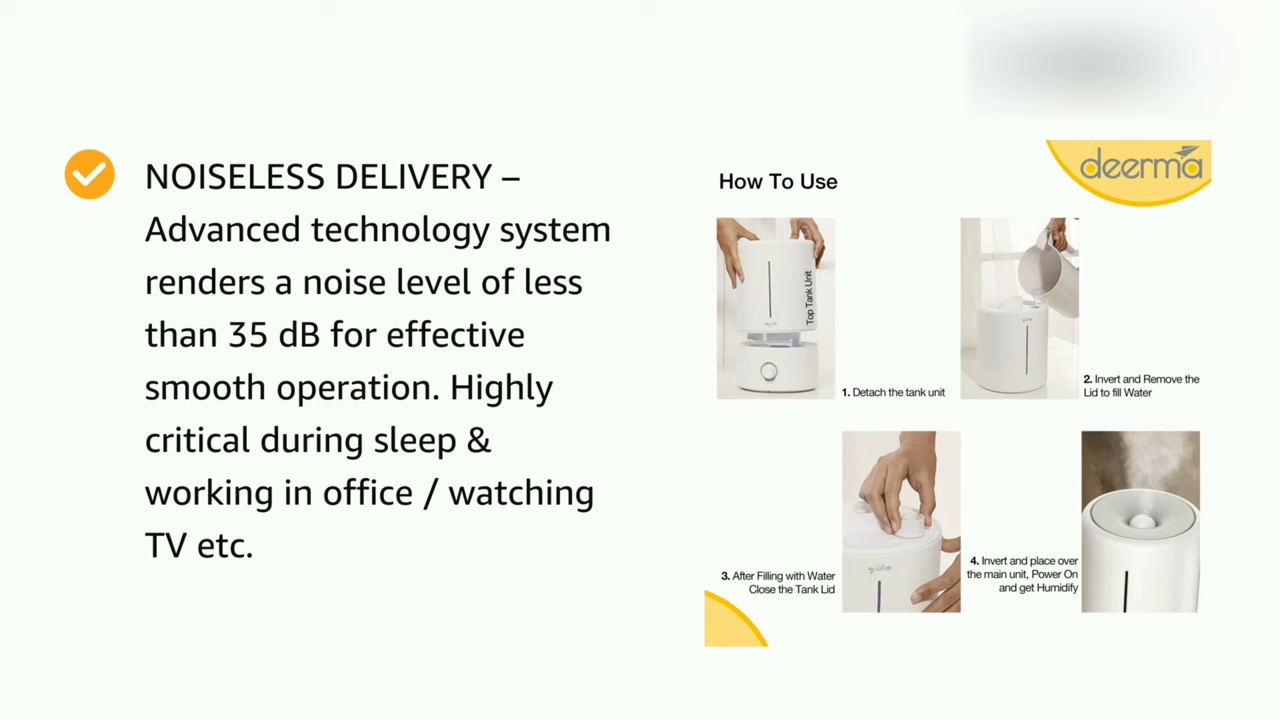 NOISELESS DELIVERY –
Advanced technology system
renders a noise level of less
than 35 dB for effective
smooth operation. Highly
critical during sleep &
working in office / watching
TV etc.
deerma
How To Use
Top Tank Unit
1. Detach the tank unit
2. Invert and Remove the
Lid to fill Water
3. After Filling with Water
Close the Tank Lid
4. Invert and place over
the main unit, Power On
and get Humidify